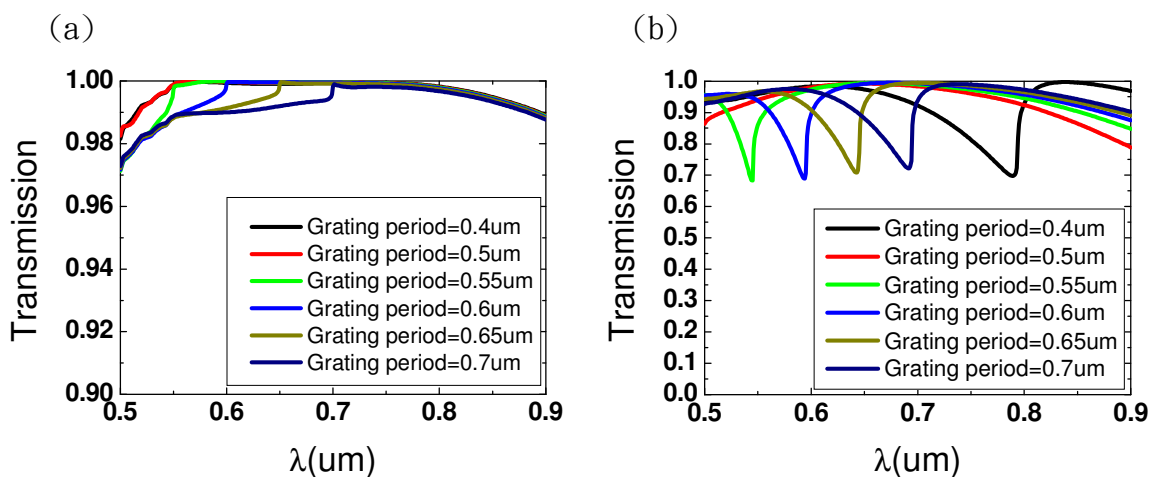 (a)
1.00
0.98
0.96
0.94
0.92
0.90
Transmission
Grating period=0.4um
Grating period=0.5um
Grating period=0.55um
Grating period=0.6um
Grating period=0.65um
Grating period=0.7um
0.5 0.6 0.7 0.8 0.9
λ(um)
(b)
1.0
0.9
0.8
0.7
0.6
0.5
0.4
0.3
0.2
0.1
0.0
Transmission
Grating period=0.4um
Grating period=0.5um
Grating period=0.55um
Grating period=0.6um
Grating period=0.65um
Grating period=0.7um
0.5 0.6 0.7 0.8 0.9
λ(um)